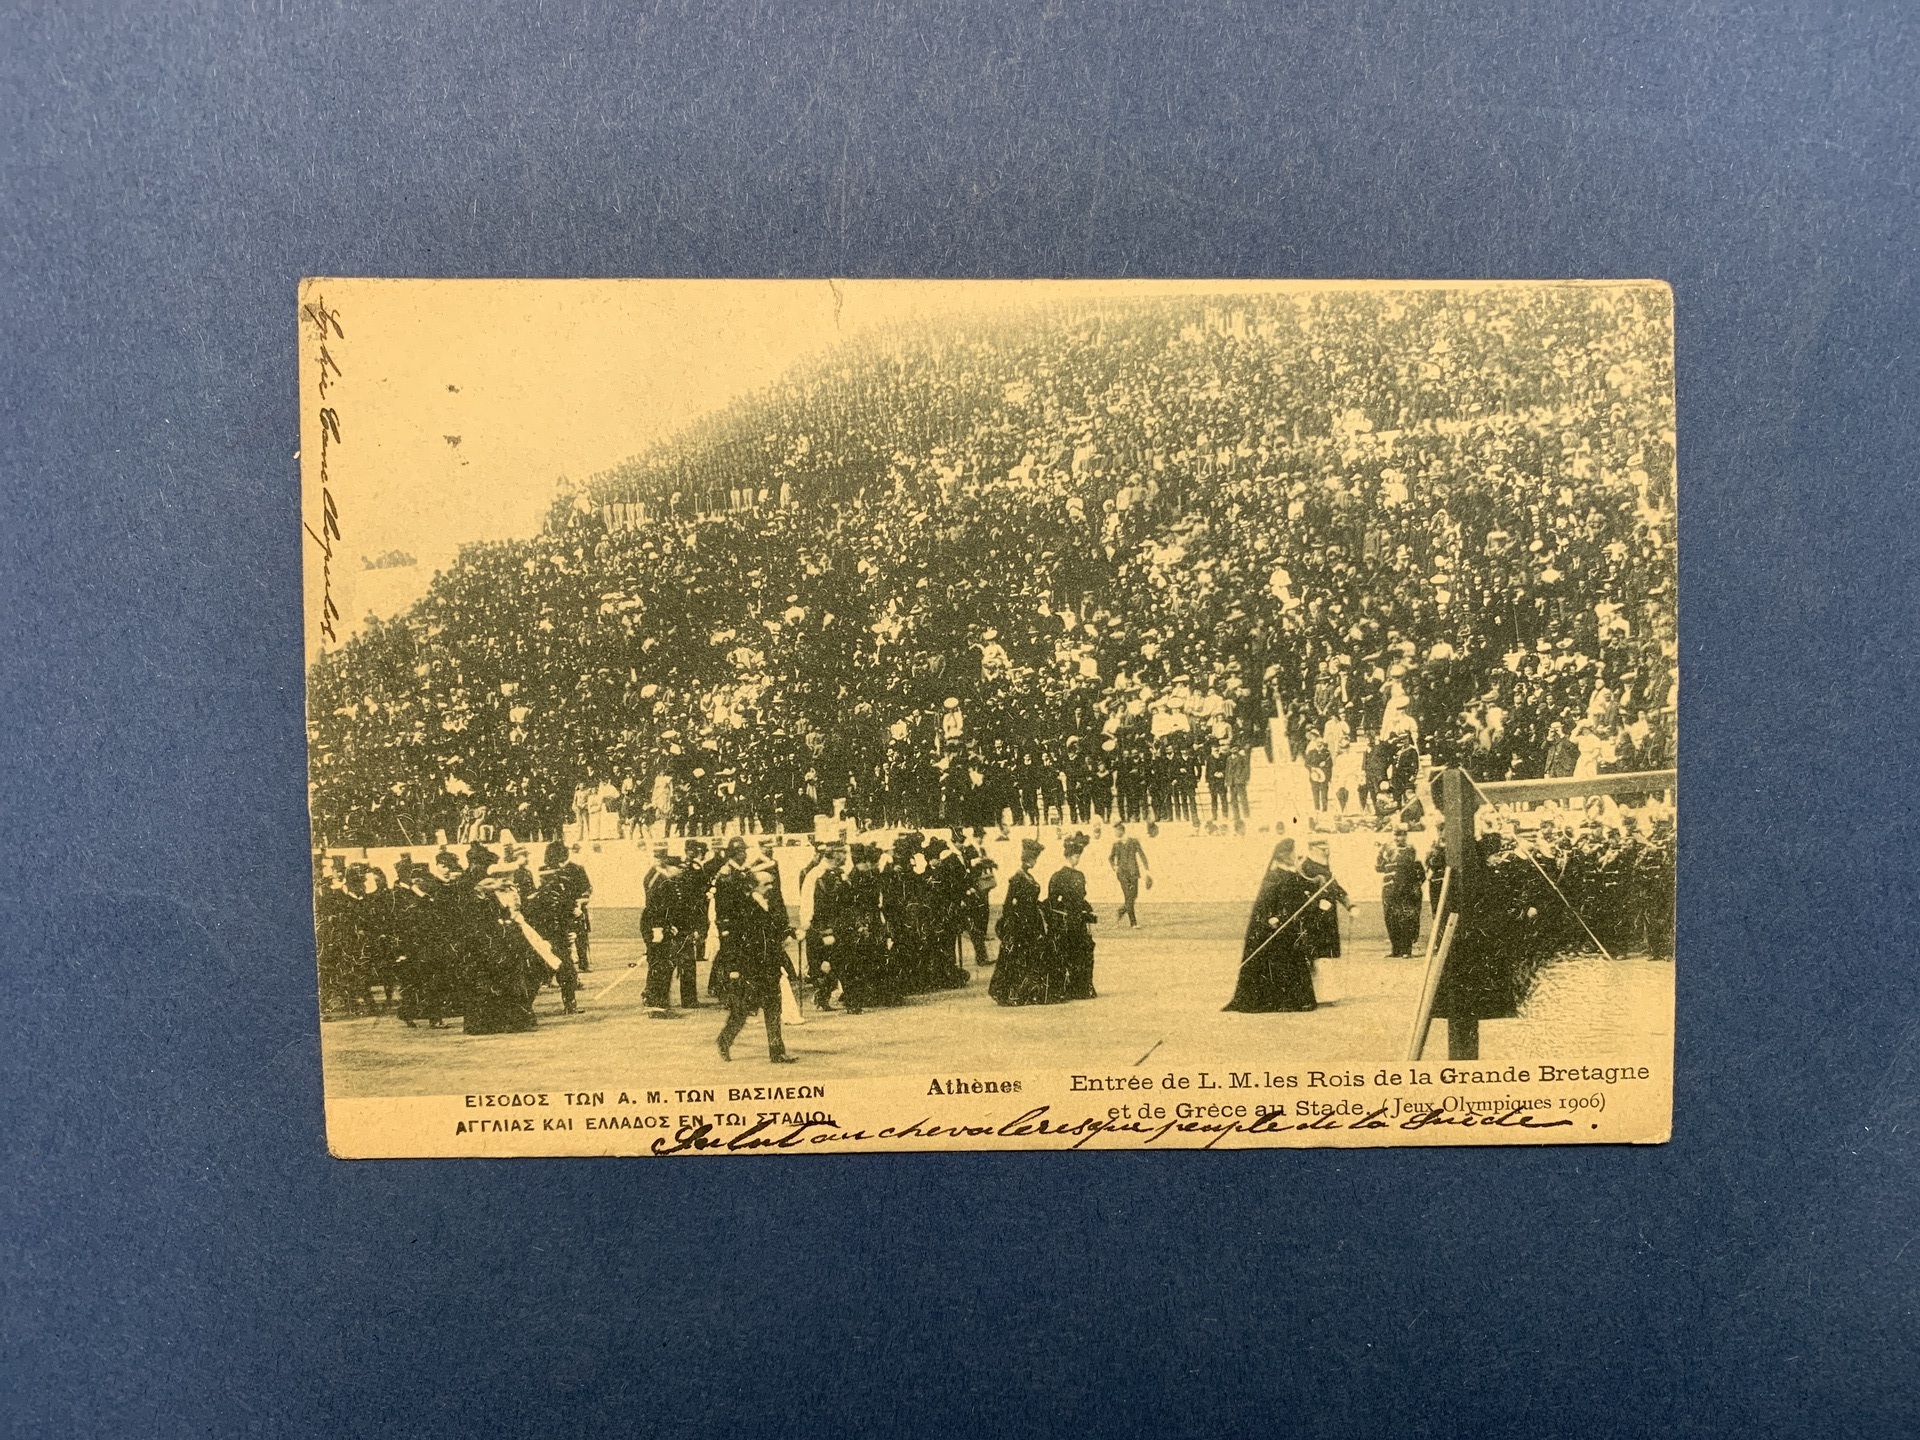 ΕΙΣΟΔΟΣ ΤΩΝ Α. Μ. ΤΩΝ ΒΑΣΙΛΕΩΝ
ΑΓΓΛΙΑΣ ΚΑΙ ΕΛΛΑΔΟΣ ΕΝ ΤΩι ΣΤΑΔΙΩι
Athènes
Entrée de L. M. les Rois de la Grande Bretagne
et de Grèce au Stade. (Jeux Olympiques 1906)
Salut au chevaleresque peuple de la Suède.
Sophie